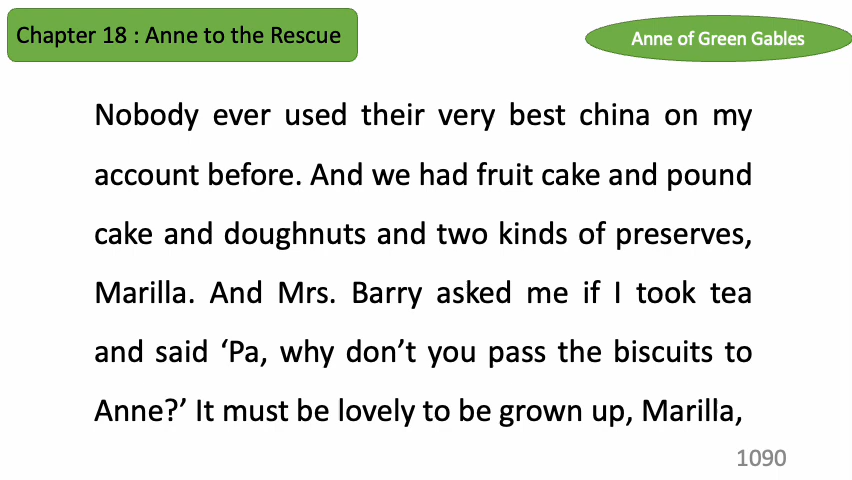 Chapter 18 : Anne to the Rescue
Anne of Green Gables
Nobody ever used their very best china on my
account before. And we had fruit cake and pound
cake and doughnuts and two kinds of preserves,
Marilla. And Mrs. Barry asked me if I took tea
and said ‘Pa, why don’t you pass the biscuits to
Anne?’ It must be lovely to be grown up, Marilla,
1090